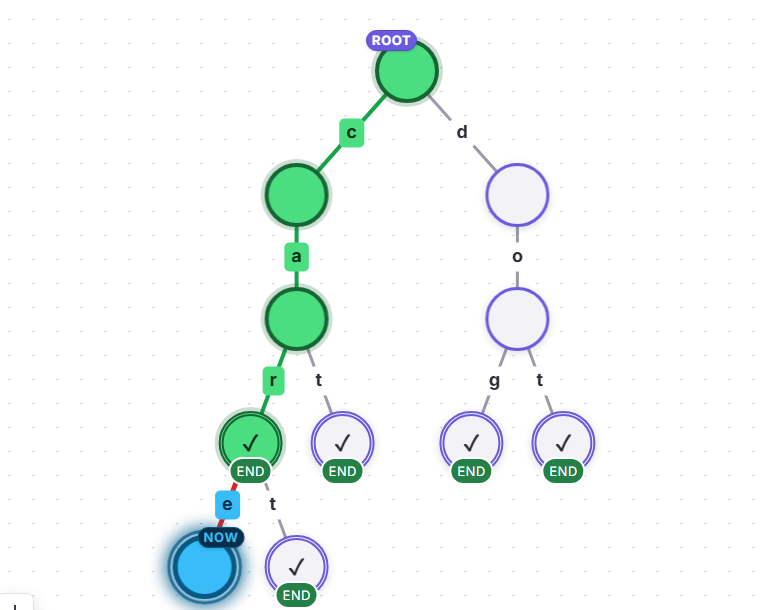 ROOT
c d
a o
r t g t
✓ ✓ ✓ ✓
END END END END
e t
NOW
✓
END